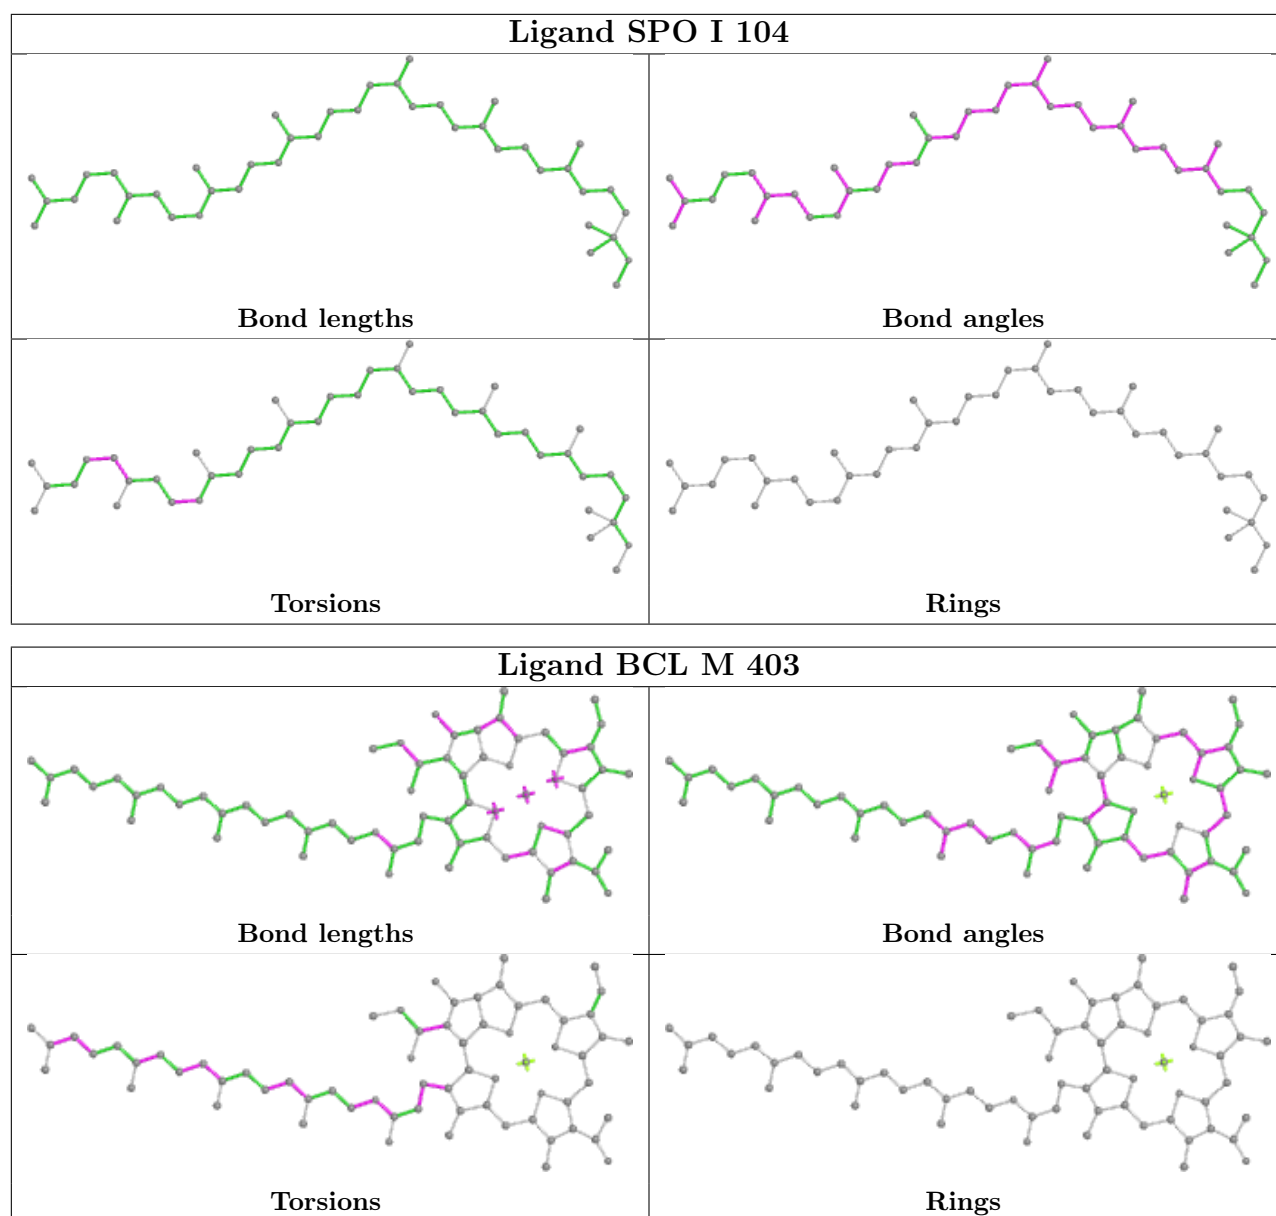 Ligand SPO I 104
Bond lengths
Bond angles
Torsions
Rings
Ligand BCL M 403
Bond lengths
Bond angles
Torsions
Rings